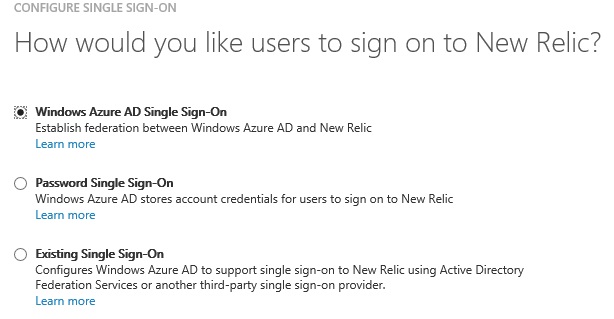 CONFIGURE SINGLE SIGN-ON
How would you like users to sign on to New Relic?
Windows Azure AD Single Sign-On
Establish federation between Windows Azure AD and New Relic
Learn more
Password Single Sign-On
Windows Azure AD stores account credentials for users to sign on to New Relic
Learn more
Existing Single Sign-On
Configures Windows Azure AD to support single sign-on to New Relic using Active Directory
Federation Services or another third-party single sign-on provider.
Learn more